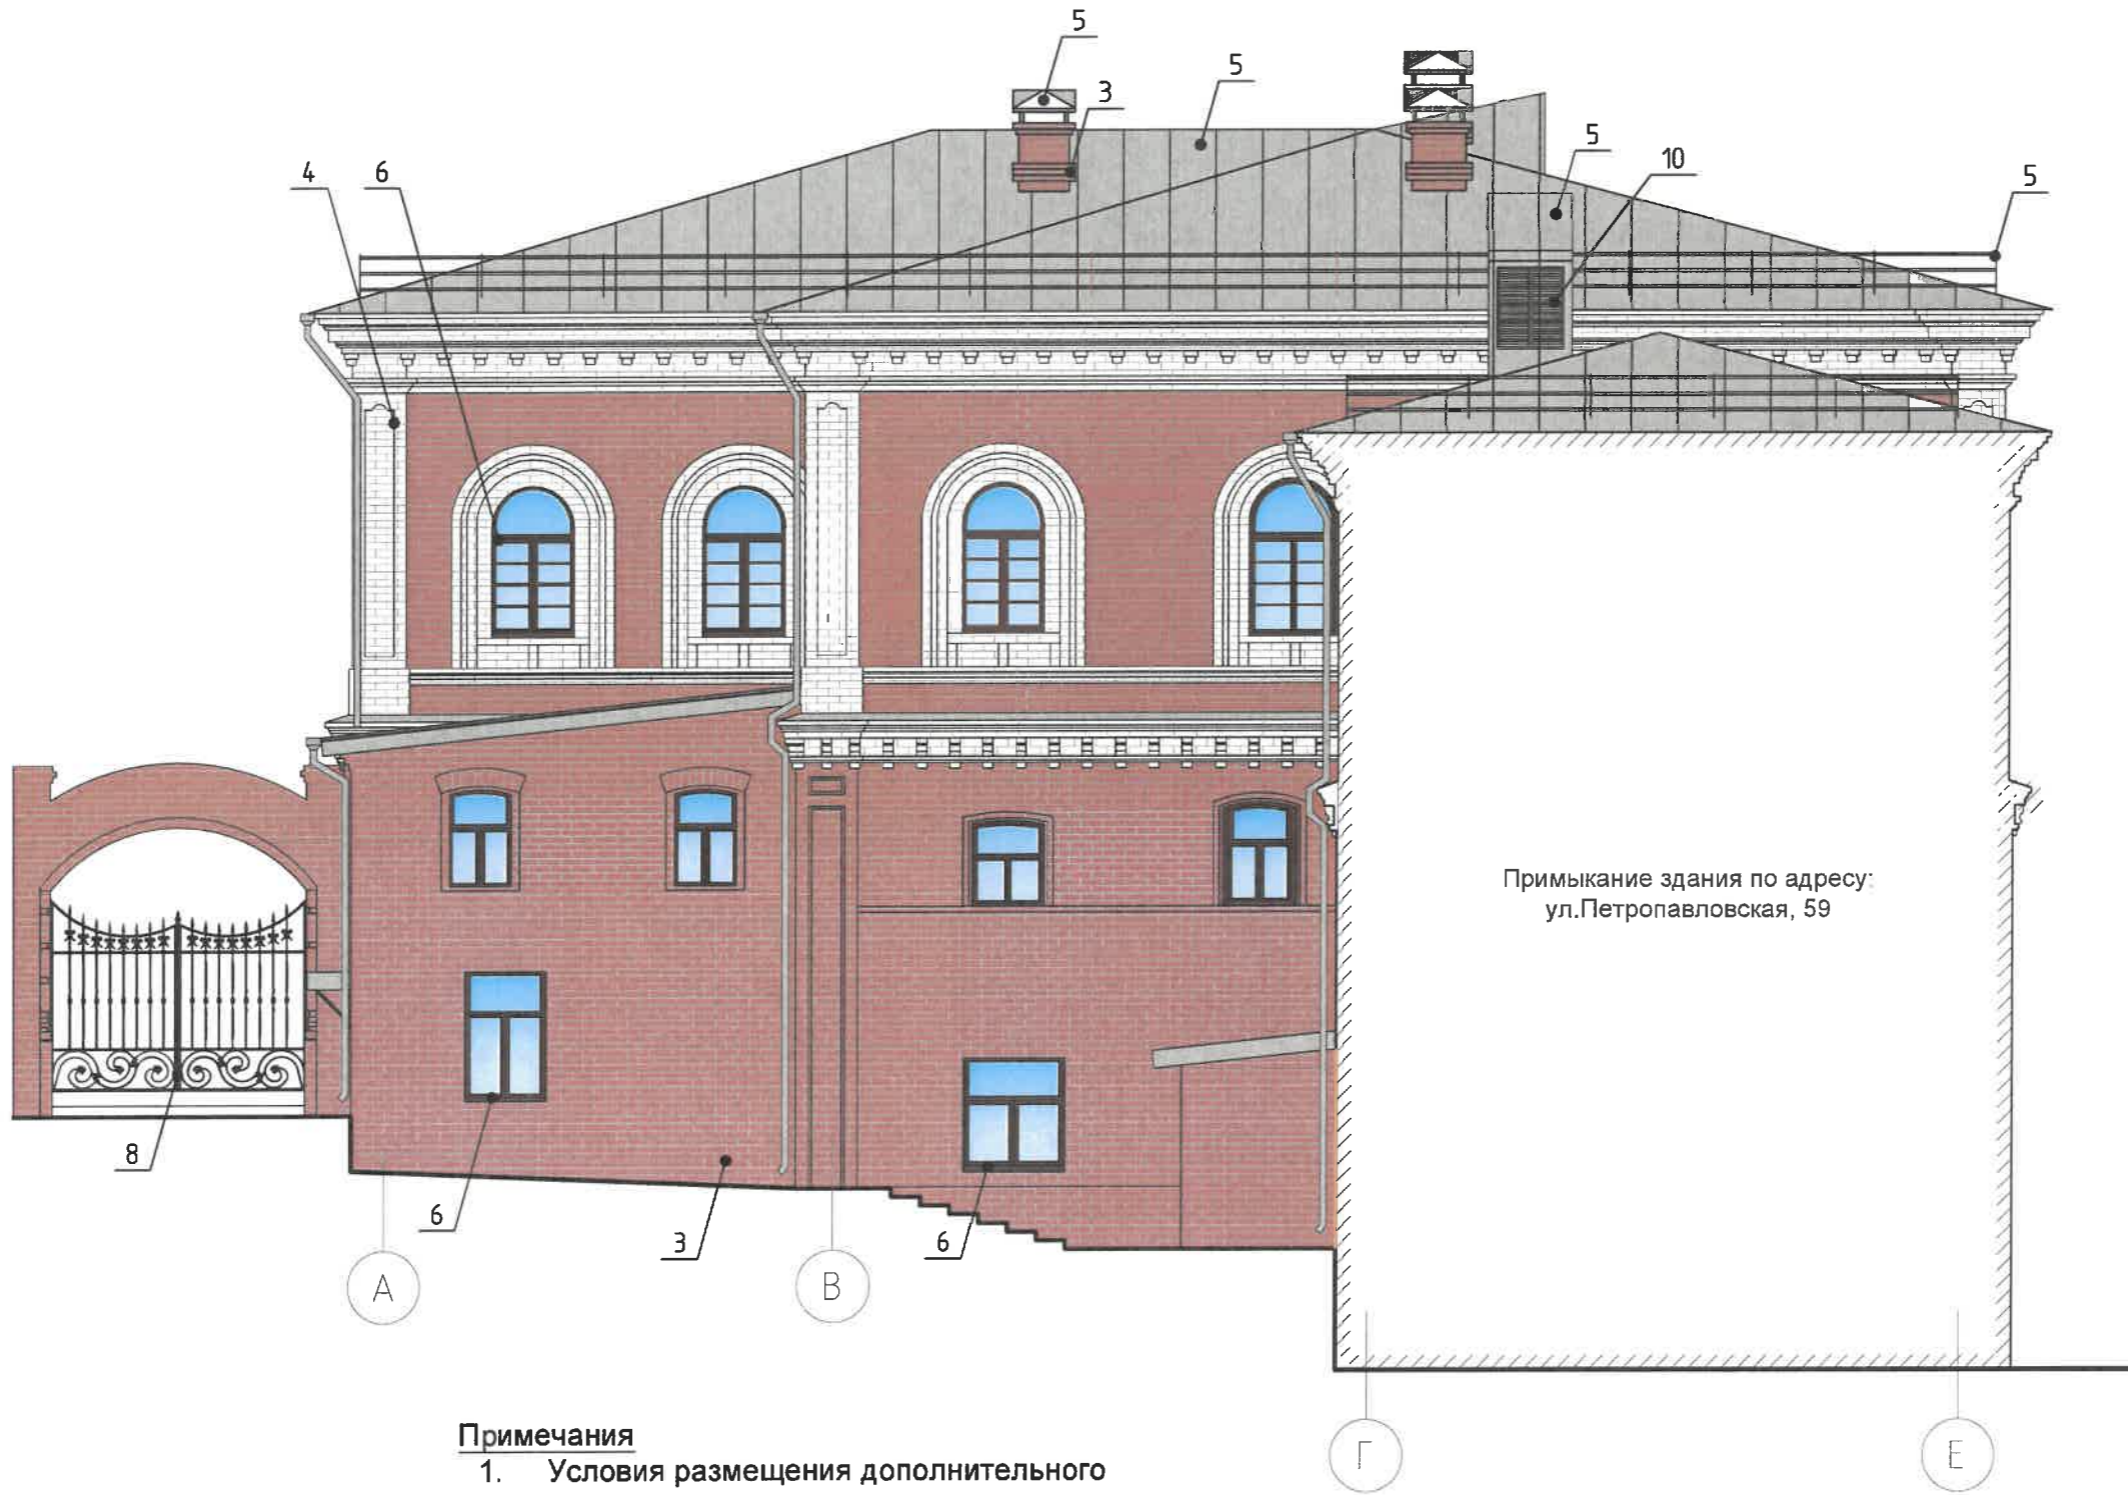 5
5
3
5
10
4
6
5
Примыкание здания по адресу:
ул.Петропавловская, 59
8
6
3
6
А
В
Г
Е
Примечания
1. Условия размещения дополнительного